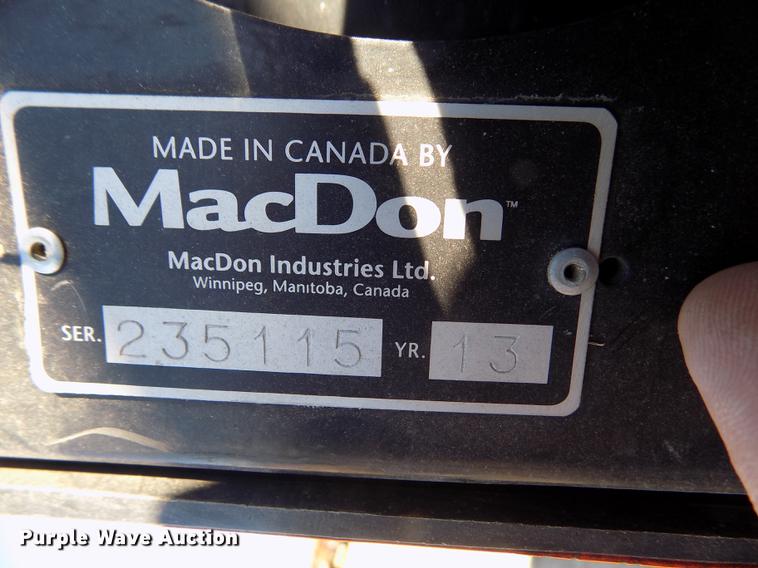 MADE IN CANADA BY
MacDon™
MacDon Industries Ltd.
Winnipeg, Manitoba, Canada
SER. 235115 YR. 13
Purple Wave Auction